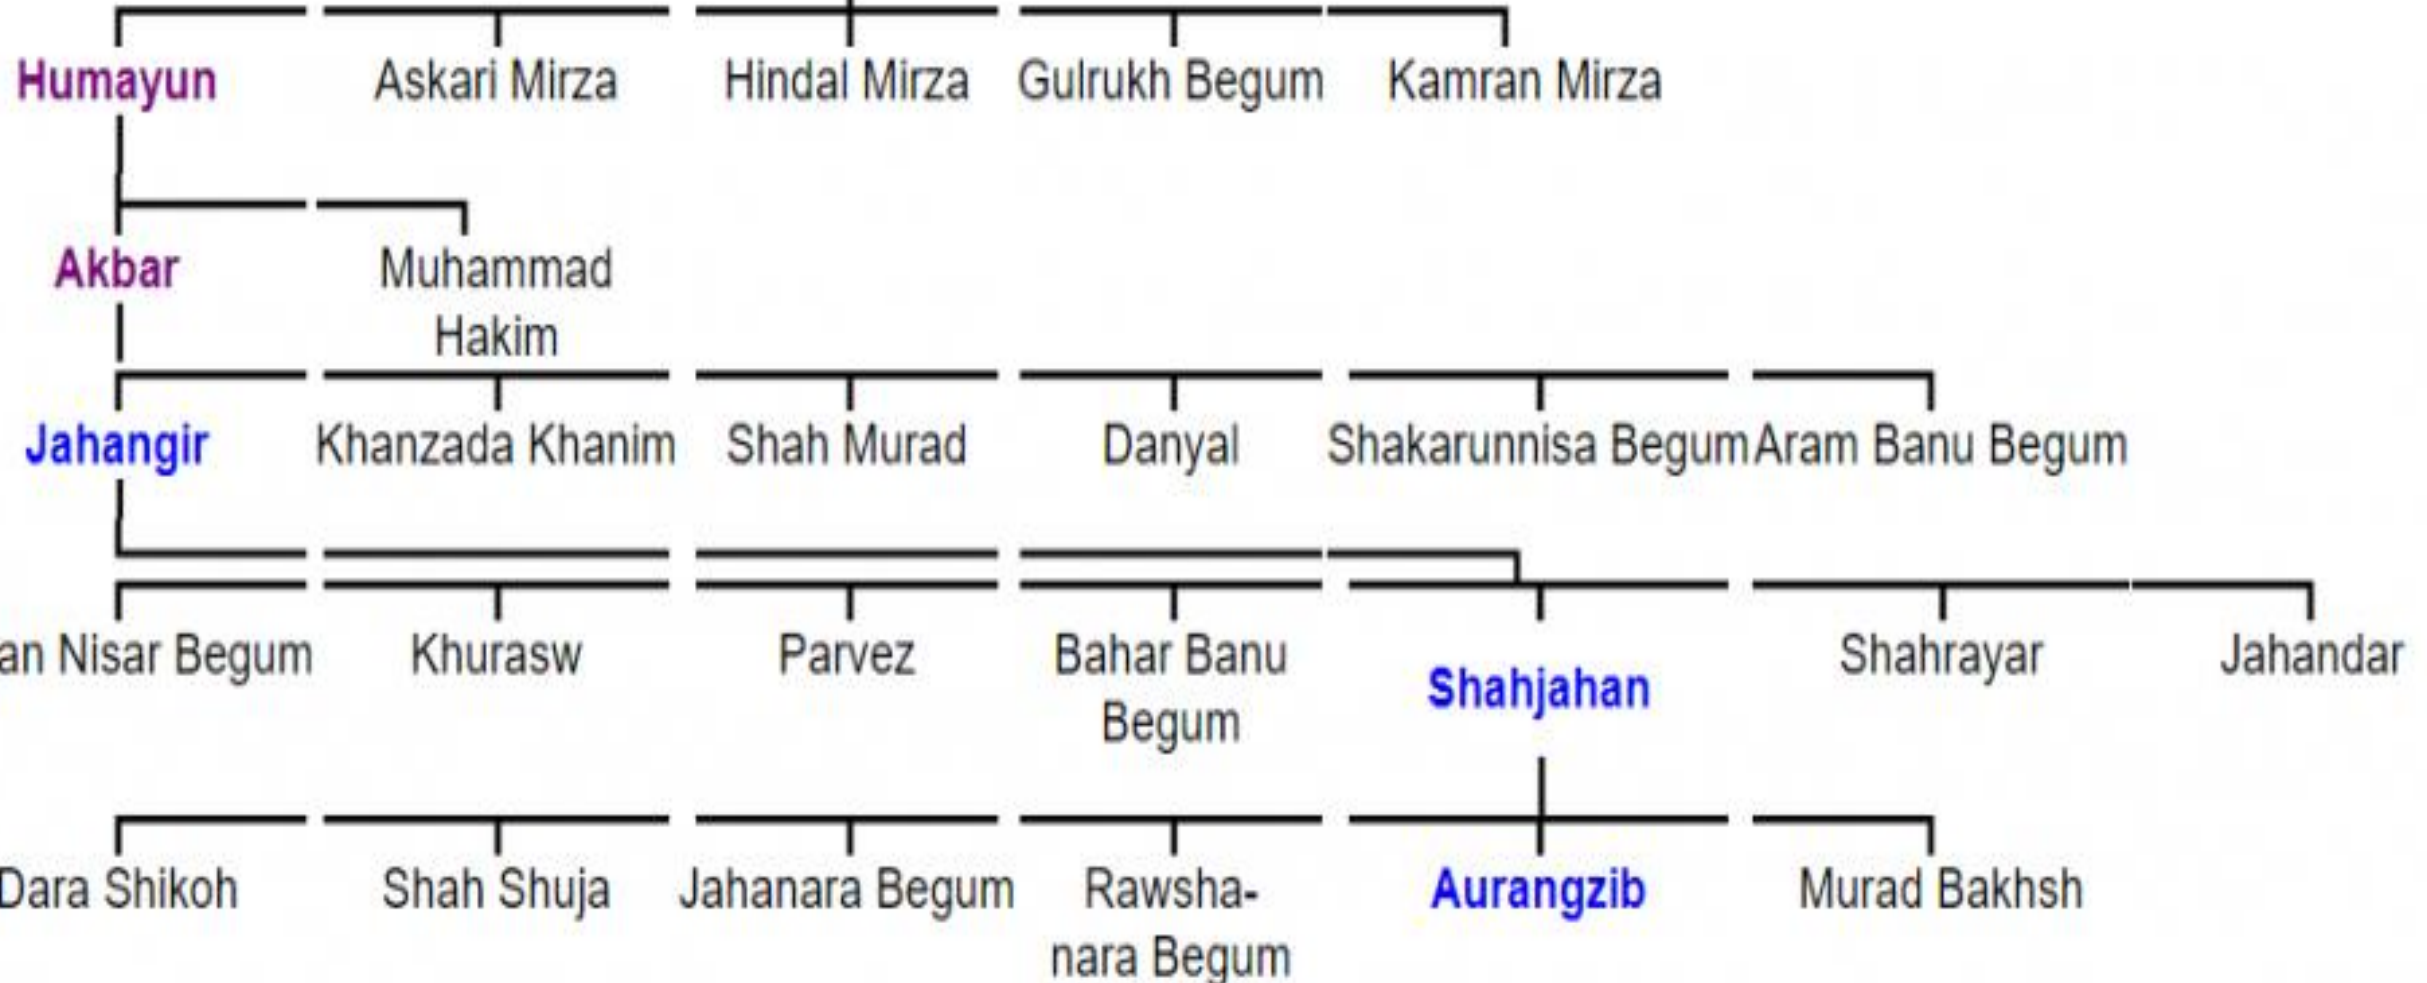 Humayun Askari Mirza Hindal Mirza Gulrukh Begum Kamran Mirza
Akbar Muhammad
Hakim
Jahangir Khanzada Khanim Shah Murad Danyal Shakarunnisa Begum Aram Banu Begum
an Nisar Begum Khurasw Parvez Bahar Banu Shahrayar Jahandar
Shahjahan
Begum
Dara Shikoh Shah Shuja Jahanara Begum Rawsha- Aurangzib Murad Bakhsh
nara Begum